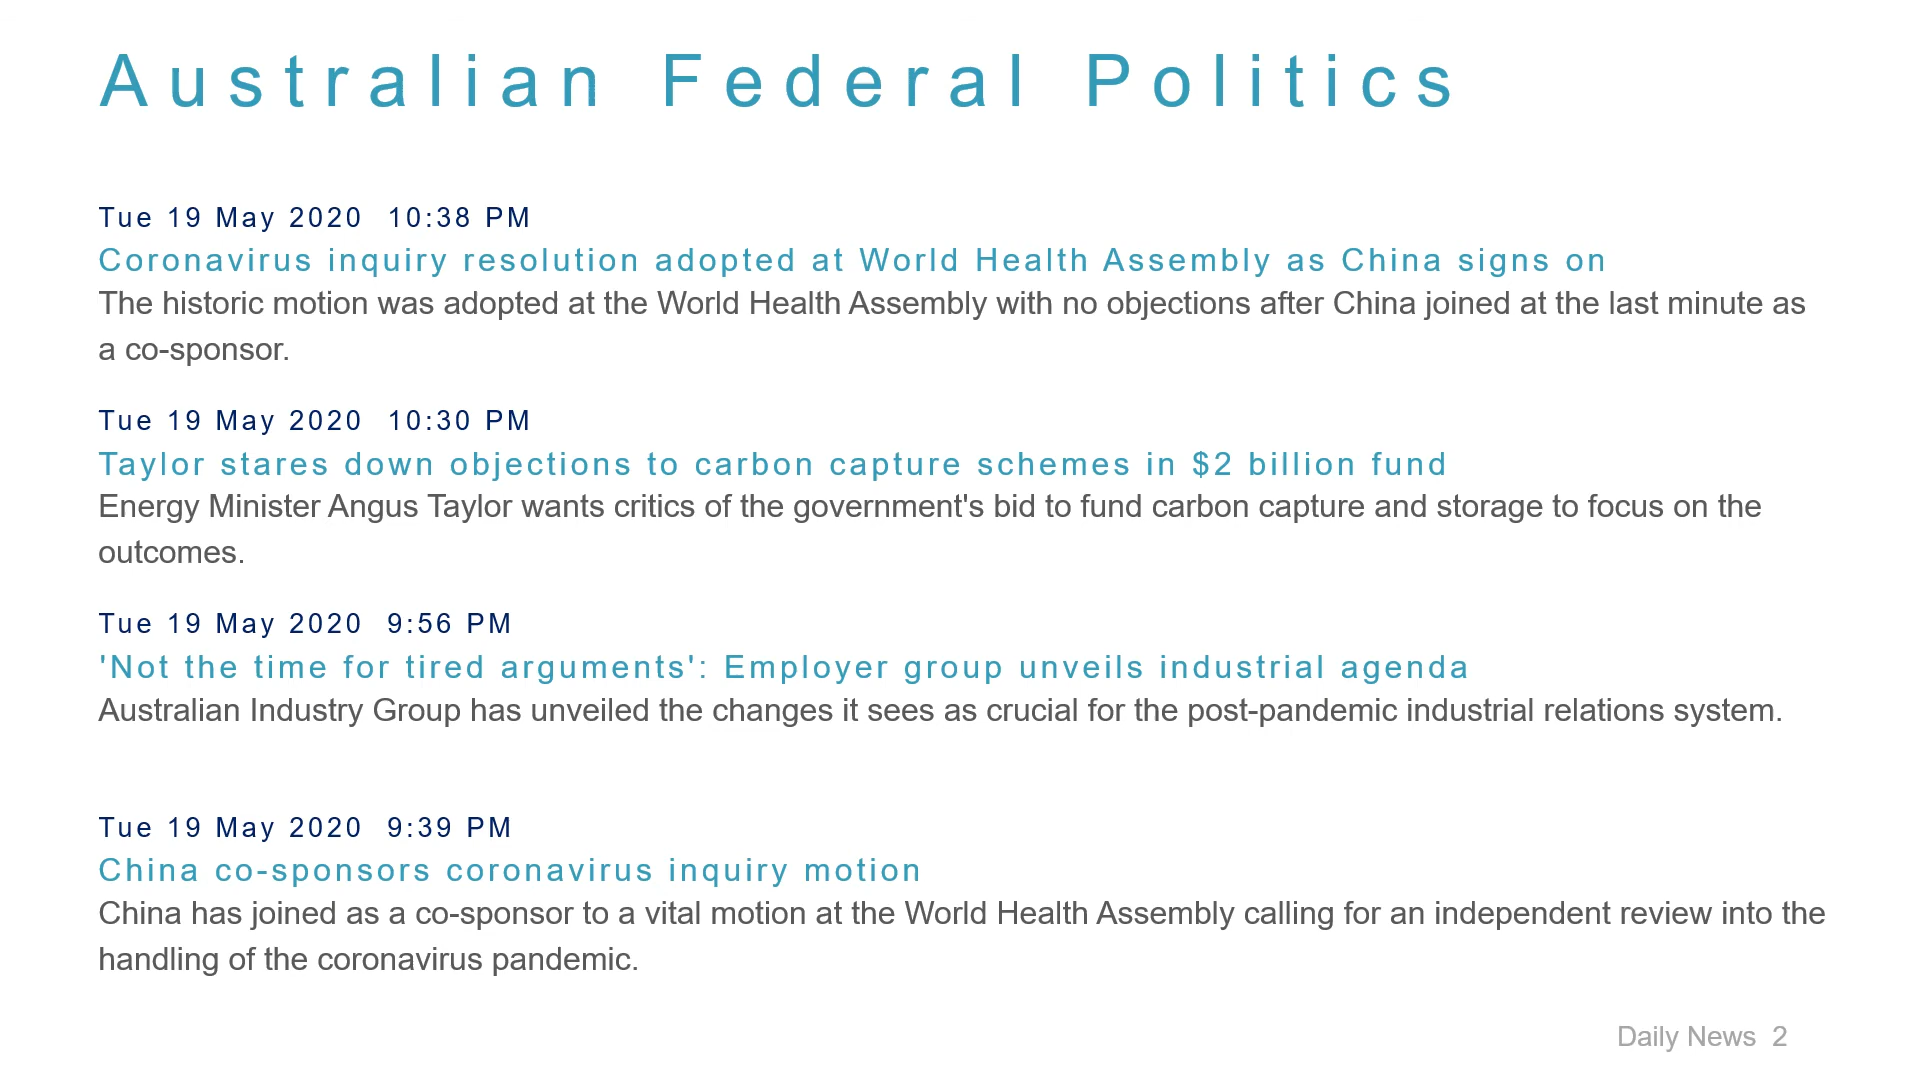 Australian Federal Politics
Tue 19 May 2020  10:38 PM
Coronavirus inquiry resolution adopted at World Health Assembly as China signs on
The historic motion was adopted at the World Health Assembly with no objections after China joined at the last minute as
a co-sponsor.
Tue 19 May 2020  10:30 PM
Taylor stares down objections to carbon capture schemes in $2 billion fund
Energy Minister Angus Taylor wants critics of the government's bid to fund carbon capture and storage to focus on the
outcomes.
Tue 19 May 2020  9:56 PM
'Not the time for tired arguments': Employer group unveils industrial agenda
Australian Industry Group has unveiled the changes it sees as crucial for the post-pandemic industrial relations system.
Tue 19 May 2020  9:39 PM
China co-sponsors coronavirus inquiry motion
China has joined as a co-sponsor to a vital motion at the World Health Assembly calling for an independent review into the
handling of the coronavirus pandemic.
Daily News  2